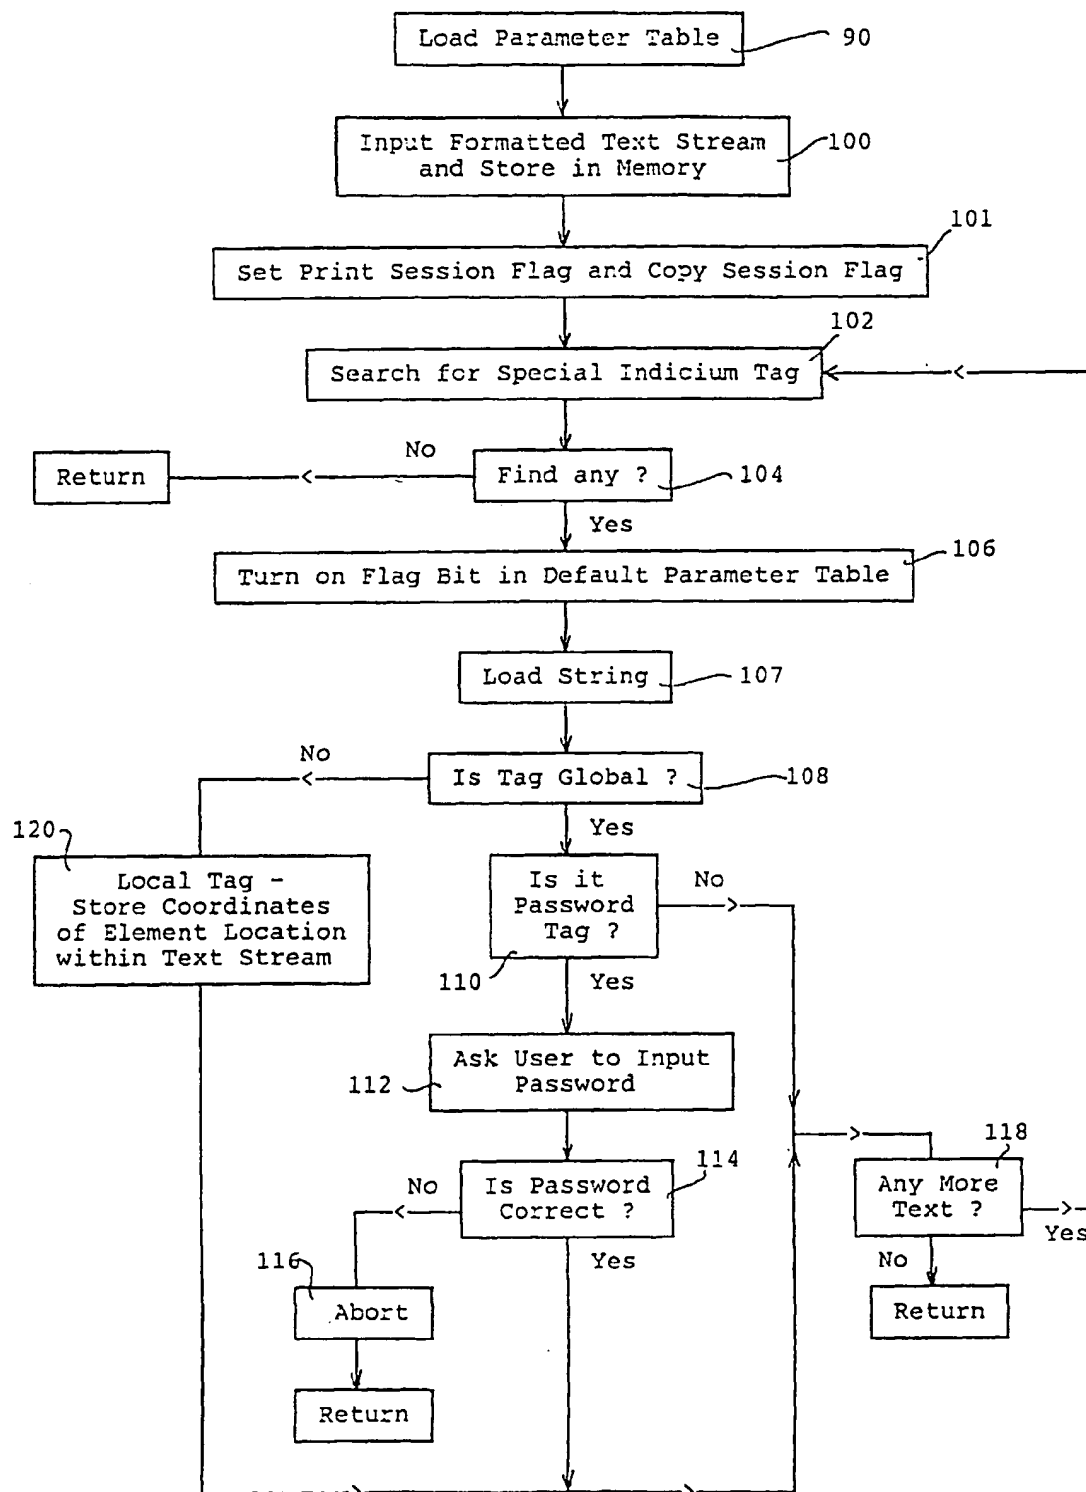 Load Parameter Table
90
Input Formatted Text Stream
and Store in Memory
100
101
Set Print Session Flag and Copy Session Flag
102
Search for Special Indicium Tag
No
Return
Find any ?
104
Yes
106
Turn on Flag Bit in Default Parameter Table
Load String
107
No
Is Tag Global ?
108
120
Yes
Local Tag -
Store Coordinates
of Element Location
within Text Stream
Is it
Password
Tag ?
No
110
Yes
Ask User to Input
Password
112
118
114
No
Is Password
Correct ?
Any More
Text ?
Yes
116
Yes
No
Abort
Return
Return